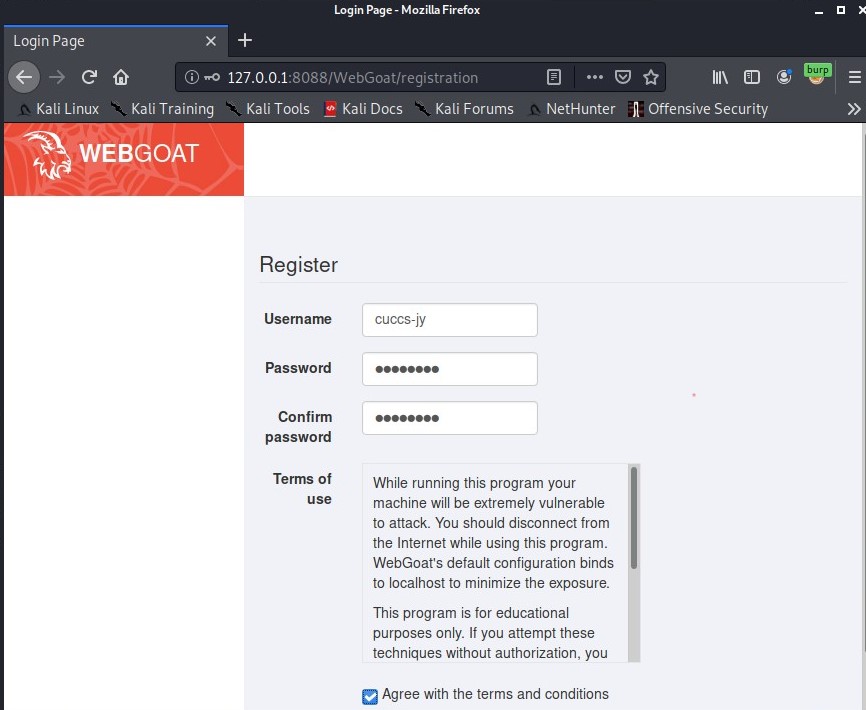 Login Page - Mozilla Firefox
Login Page
127.0.0.1:8088/WebGoat/registration
burp
Kali Linux Kali Training Kali Tools Kali Docs Kali Forums NetHunter Offensive Security
WEBGOAT
Register
Username cuccs-jy
Password ●●●●●●●●
Confirm
password ●●●●●●●●
Terms of
use
While running this program your
machine will be extremely vulnerable
to attack. You should disconnect from
the Internet while using this program.
WebGoat's default configuration binds
to localhost to minimize the exposure.
This program is for educational
purposes only. If you attempt these
techniques without authorization, you
Agree with the terms and conditions